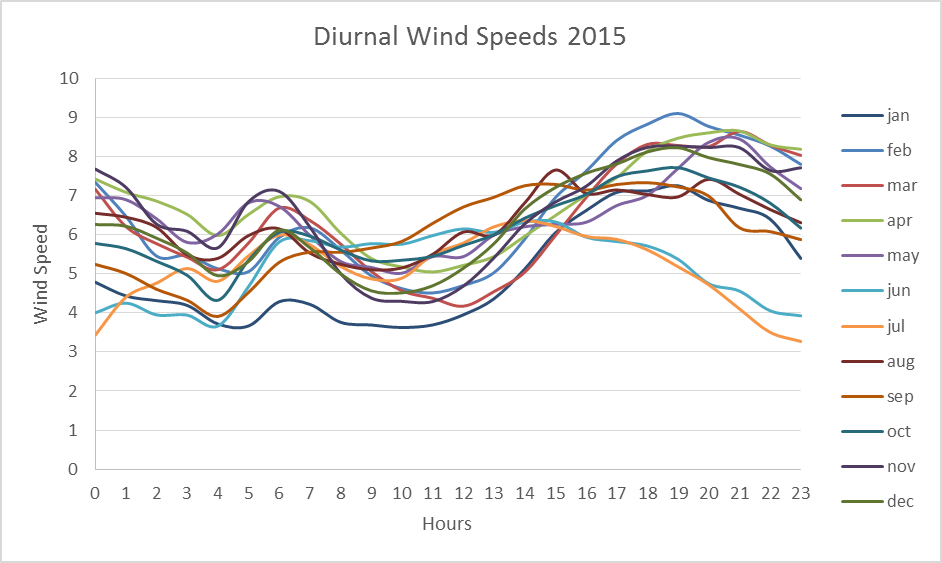 Diurnal Wind Speeds 2015
Wind Speed
10
9
8
7
6
5
4
3
2
1
0
0 1 2 3 4 5 6 7 8 9 10 11 12 13 14 15 16 17 18 19 20 21 22 23
Hours
jan
feb
mar
apr
may
jun
jul
aug
sep
oct
nov
dec